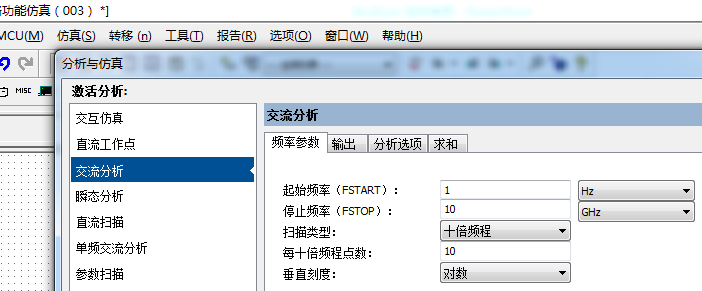 功能仿真（003） *]
MCU(M) 仿真(S) 转移 (n) 工具(T) 报告(R) 选项(O) 窗口(W) 帮助(H)
MISC
分析与仿真
激活分析:
交互仿真
直流工作点
交流分析
瞬态分析
直流扫描
单频交流分析
参数扫描
交流分析
频率参数 输出 分析选项 求和
起始频率（FSTART）: 1 Hz
停止频率（FSTOP）: 10 GHz
扫描类型: 十倍频程
每十倍频程点数: 10
垂直刻度: 对数